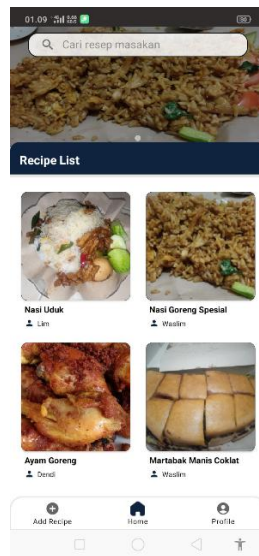 01.09
Cari resep masakan
Recipe List
Nasi Uduk
Lim
Nasi Goreng Spesial
Waslim
Ayam Goreng
Dendi
Martabak Manis Coklat
Waslim
Add Recipe
Home
Profile